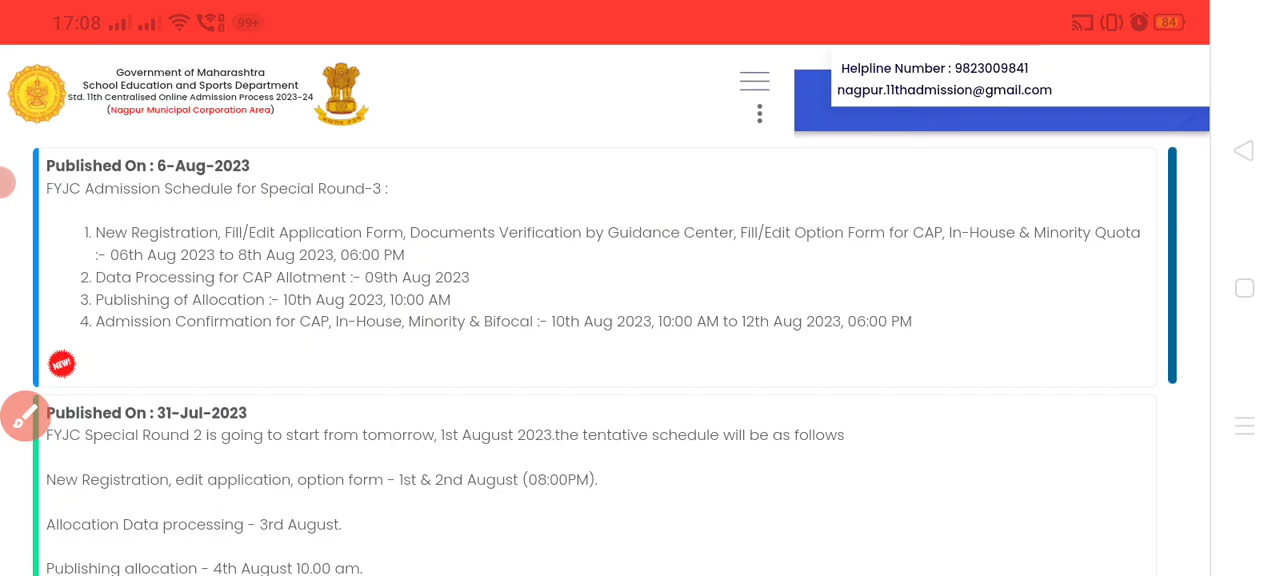 17:08 99+ 84
Government of Maharashtra
School Education and Sports Department
Std. 11th Centralised Online Admission Process 2023-24
(Nagpur Municipal Corporation Area)
Helpline Number : 9823009841
nagpur.11thadmission@gmail.com
Published On : 6-Aug-2023
FYJC Admission Schedule for Special Round-3 :
1. New Registration, Fill/Edit Application Form, Documents Verification by Guidance Center, Fill/Edit Option Form for CAP, In-House & Minority Quota
:- 06th Aug 2023 to 8th Aug 2023, 06:00 PM
2. Data Processing for CAP Allotment :- 09th Aug 2023
3. Publishing of Allocation :- 10th Aug 2023, 10:00 AM
4. Admission Confirmation for CAP, In-House, Minority & Bifocal :- 10th Aug 2023, 10:00 AM to 12th Aug 2023, 06:00 PM
NEW!
Published On : 31-Jul-2023
FYJC Special Round 2 is going to start from tomorrow, 1st August 2023.the tentative schedule will be as follows
New Registration, edit application, option form - 1st & 2nd August (08:00PM).
Allocation Data processing - 3rd August.
Publishing allocation - 4th August 10.00 am.